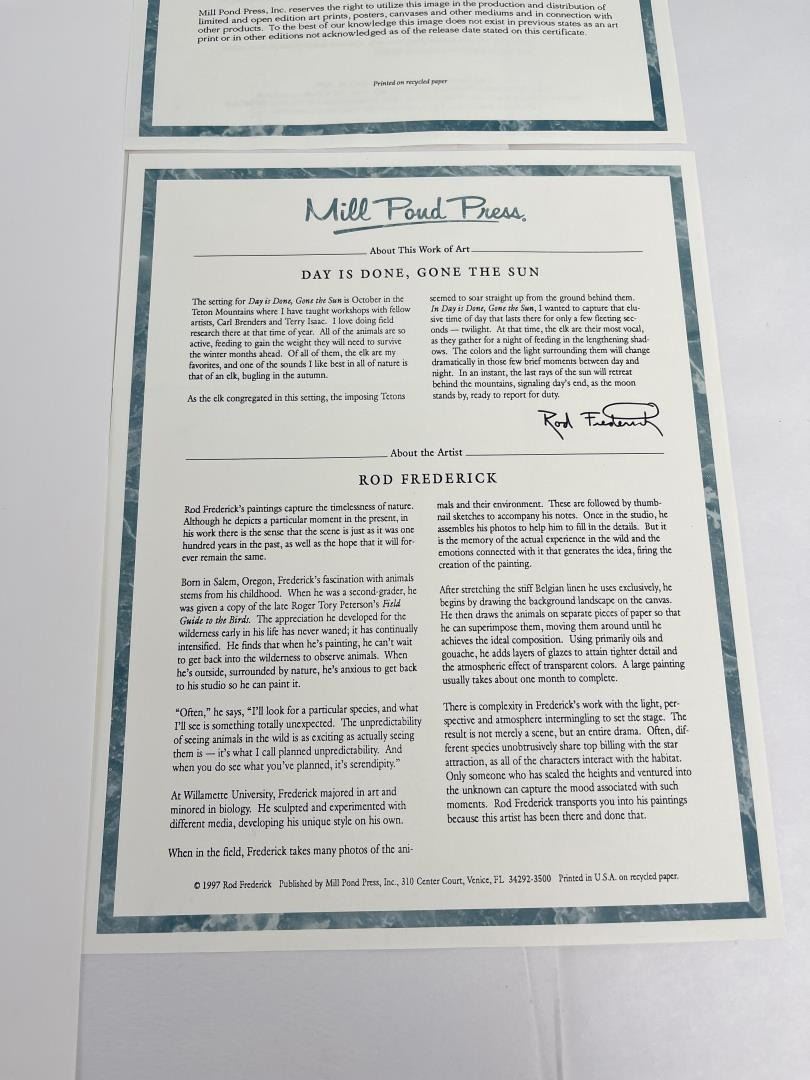 Mill Pond Press, Inc. reserves the right to utilize this image in the production and distribution of
limited and open edition art prints, posters, canvases and other mediums and in connection with
other products. To the best of our knowledge this image does not exist in previous states as an art
print or in other editions not acknowledged as of the release date stated on this certificate.
Printed on recycled paper
Mill Pond Press.
About This Work of Art
DAY IS DONE, GONE THE SUN
The setting for Day is Done, Gone the Sun is October in the
Teton Mountains where I have taught workshops with fellow
artists, Carl Brenders and Terry Isaac. I love doing field
research there at that time of year. All of the animals are so
active, feeding to gain the weight they will need to survive
the winter months ahead. Of all of them, the elk are my
favorites, and one of the sounds I like best in all of nature is
that of an elk, bugling in the autumn.
As the elk congregated in this setting, the imposing Tetons
seemed to soar straight up from the ground behind them.
In Day is Done, Gone the Sun, I wanted to capture that elu-
sive time of day that lasts there for only a few fleeting sec-
onds — twilight. At that time, the elk are their most vocal,
as they gather for a night of feeding in the lengthening shad-
ows. The colors and the light surrounding them will change
dramatically in those few brief moments between day and
night. In an instant, the last rays of the sun will retreat
behind the mountains, signaling day's end, as the moon
stands by, ready to report for duty.
Rod Frederick
About the Artist
ROD FREDERICK
Rod Frederick's paintings capture the timelessness of nature.
Although he depicts a particular moment in the present, in
his work there is the sense that the scene is just as it was one
hundred years in the past, as well as the hope that it will for-
ever remain the same.
Born in Salem, Oregon, Frederick's fascination with animals
stems from his childhood. When he was a second-grader, he
was given a copy of the late Roger Tory Peterson's Field
Guide to the Birds. The appreciation he developed for the
wilderness early in his life has never waned; it has continually
intensified. He finds that when he's painting, he can't wait
to get back into the wilderness to observe animals. When
he's outside, surrounded by nature, he's anxious to get back
to his studio so he can paint it.
“Often,” he says, “I'll look for a particular species, and what
I'll see is something totally unexpected. The unpredictability
of seeing animals in the wild is as exciting as actually seeing
them is — it's what I call planned unpredictability. And
when you do see what you've planned, it's serendipity.”
At Willamette University, Frederick majored in art and
minored in biology. He sculpted and experimented with
different media, developing his unique style on his own.
When in the field, Frederick takes many photos of the ani-
mals and their environment. These are followed by thumb-
nail sketches to accompany his notes. Once in the studio, he
assembles his photos to help him to fill in the details. But it
is the memory of the actual experience in the wild and the
emotions connected with it that generates the idea, firing the
creation of the painting.
After stretching the stiff Belgian linen he uses exclusively, he
begins by drawing the background landscape on the canvas.
He then draws the animals on separate pieces of paper so that
he can superimpose them, moving them around until he
achieves the ideal composition. Using primarily oils and
gouache, he adds layers of glazes to attain tighter detail and
the atmospheric effect of transparent colors. A large painting
usually takes about one month to complete.
There is complexity in Frederick's work with the light, per-
spective and atmosphere intermingling to set the stage. The
result is not merely a scene, but an entire drama. Often, dif-
ferent species unobtrusively share top billing with the star
attraction, as all of the characters interact with the habitat.
Only someone who has scaled the heights and ventured into
the unknown can capture the mood associated with such
moments. Rod Frederick transports you into his paintings
because this artist has been there and done that.
© 1997 Rod Frederick Published by Mill Pond Press, Inc., 310 Center Court, Venice, FL 34292-3500 Printed in U.S.A. on recycled paper.